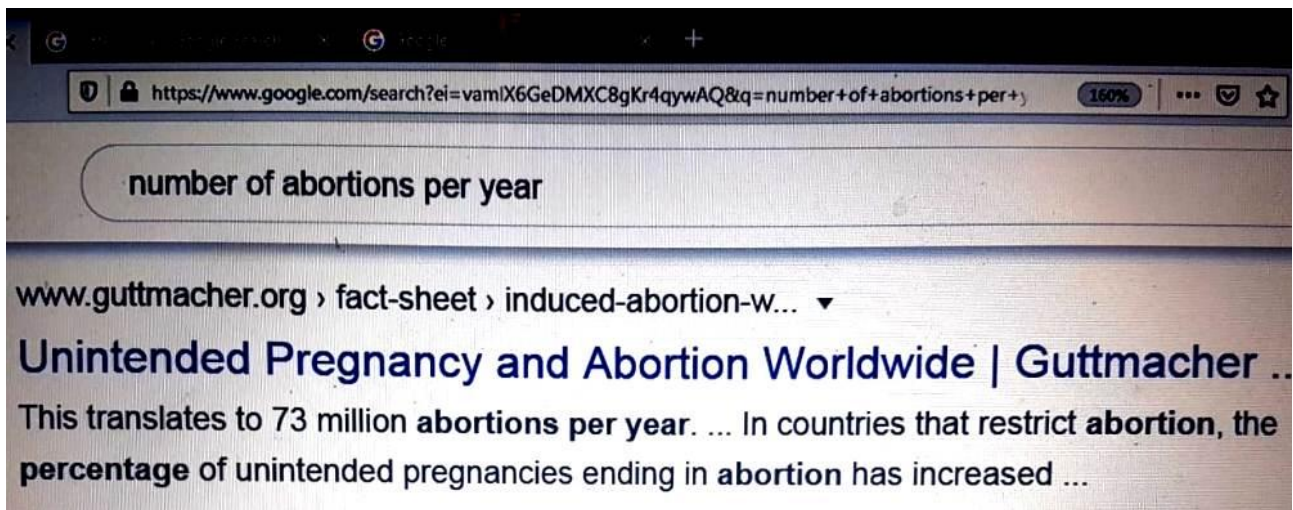 https://www.google.com/search?ei=vamIX6GeDMXC8gKr4qywAQ&q=number+of+abortions+per+y
160%
number of abortions per year
www.guttmacher.org › fact-sheet › induced-abortion-w...
Unintended Pregnancy and Abortion Worldwide | Guttmacher ..
This translates to 73 million abortions per year. ... In countries that restrict abortion, the
percentage of unintended pregnancies ending in abortion has increased ...